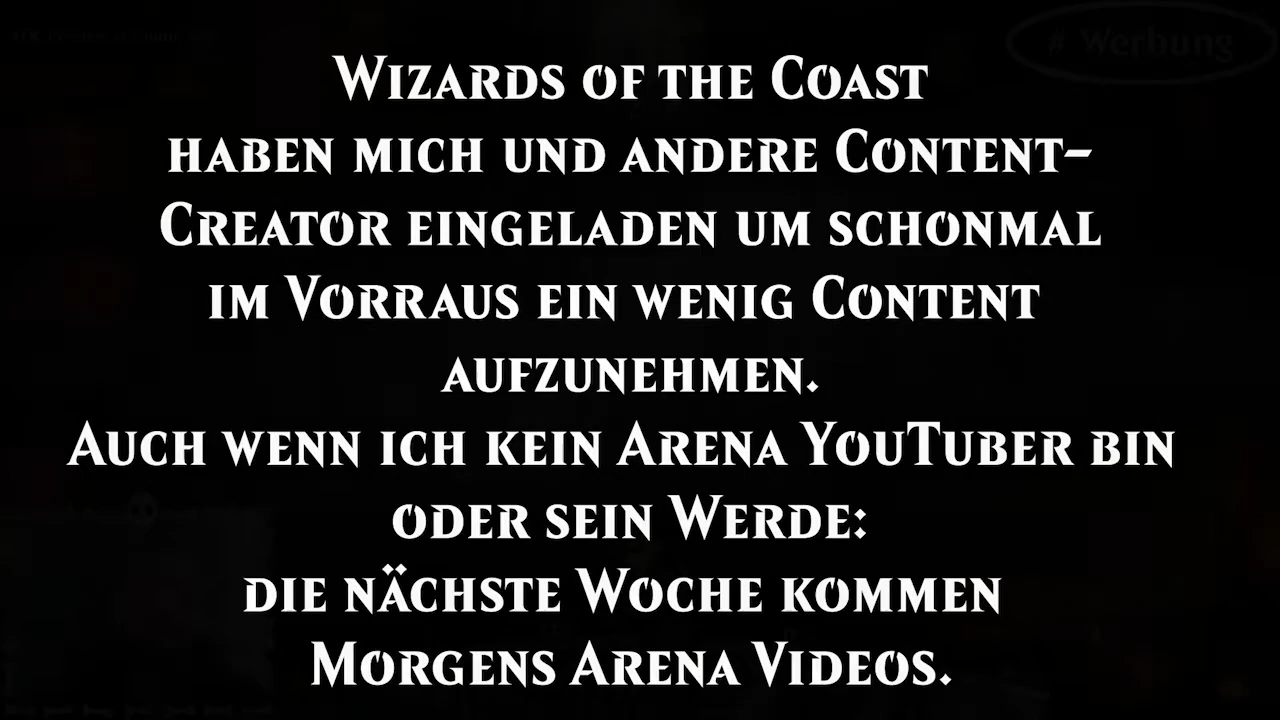 # Werbung
Wizards of the Coast
haben mich und andere Content-
Creator eingeladen um schonmal
im Vorraus ein wenig Content
aufzunehmen.
Auch wenn ich kein Arena YouTuber bin
oder sein Werde:
die nächste Woche kommen
Morgens Arena Videos.